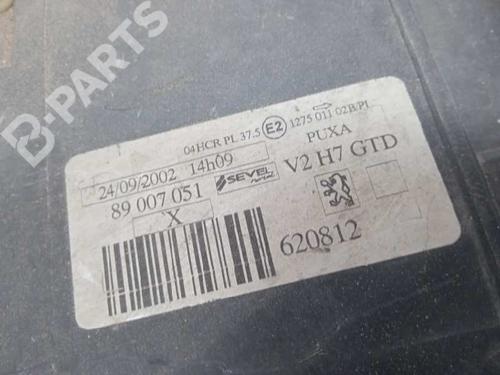 B-PARTS
04HCR PL 37.5 E2 1275 011 02B/PI
24/09/2002 14h09
PUXA
89 007 051
SEVEL
V2 H7 GTD
X
620812
B-PARTS